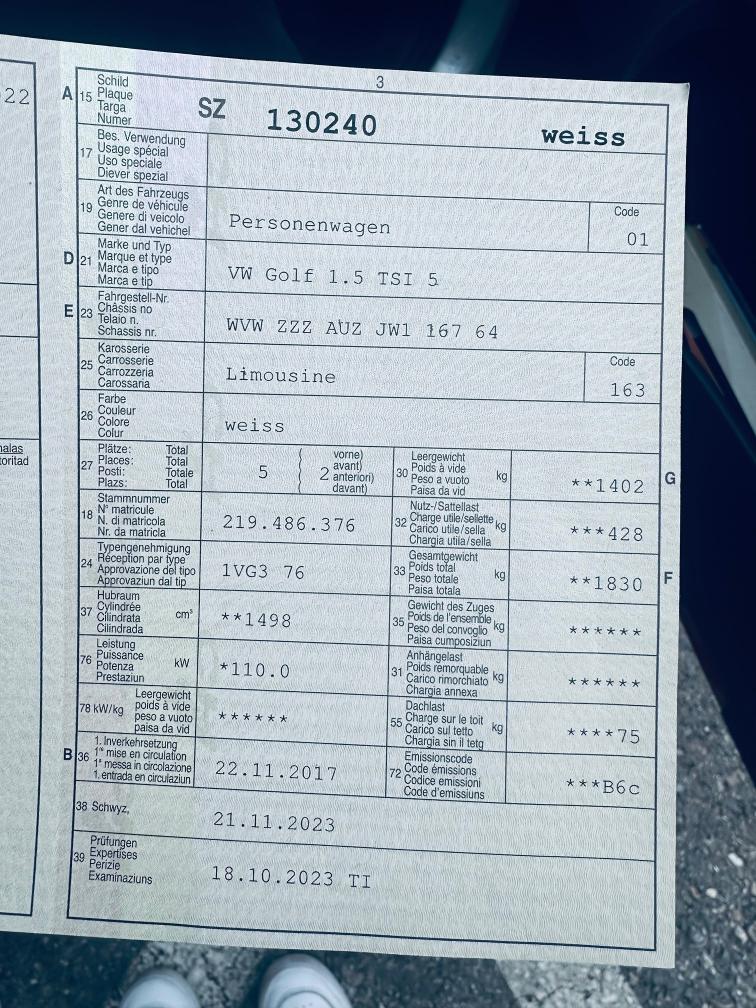 3
022
A 15 Schild
Plaque
Targa
Numer
SZ 130240 weiss
17 Bes. Verwendung
Usage spécial
Uso speciale
Diever spezial
19 Art des Fahrzeugs
Genre de véhicule
Genere di veicolo
Gener dal vehichel
Personenwagen
Code
01
D 21 Marke und Typ
Marque et type
Marca e tipo
Marca e tip
VW Golf 1.5 TSI 5
E 23 Fahrgestell-Nr.
Châssis no
Telaio n.
Schassis nr.
WVW ZZZ AUZ JW1 167 64
25 Karosserie
Carrosserie
Carrozzeria
Carossaria
Limousine
Code
163
26 Farbe
Couleur
Colore
Colur
weiss
27 Plätze: Total
Places: Total
Posti: Totale
Plazs: Total
5 ( 2 vorne)
avant)
anteriori)
davant)
30 Leergewicht
Poids à vide
Peso a vuoto
Paisa da vid
kg
**1402
G
18 Stammnummer
N° matricule
N. di matricola
Nr. da matricla
219.486.376
32 Nutz-/Sattellast
Charge utile/sellette
Carico utile/sella
Chargia utila/sella
kg
***428
24 Typengenehmigung
Réception par type
Approvazione del tipo
Approvaziun dal tip
1VG3 76
33 Gesamtgewicht
Poids total
Peso totale
Paisa totala
kg
**1830
F
37 Hubraum
Cylindrée
Cilindrata
Cilindrada
cm³
**1498
35 Gewicht des Zuges
Poids de l'ensemble
Peso del convoglio
Paisa cumposiziun
kg
******
76 Leistung
Puissance
Potenza
Prestaziun
kW
*110.0
31 Anhängelast
Poids remorquable
Carico rimorchiato
Chargia annexa
kg
******
78 kW/kg Leergewicht
poids à vide
peso a vuoto
paisa da vid
******
55 Dachlast
Charge sur le toit
Carico sul tetto
Chargia sin il tetg
kg
****75
B 36 1. Inverkehrsetzung
1re mise en circulation
1a messa in circolazione
1. entrada en circulaziun
22.11.2017
72 Emissionscode
Code émissions
Codice emissioni
Code d'emissiuns
***B6c
38 Schwyz,
21.11.2023
39 Prüfungen
Expertises
Perizie
Examinaziuns
18.10.2023 TI